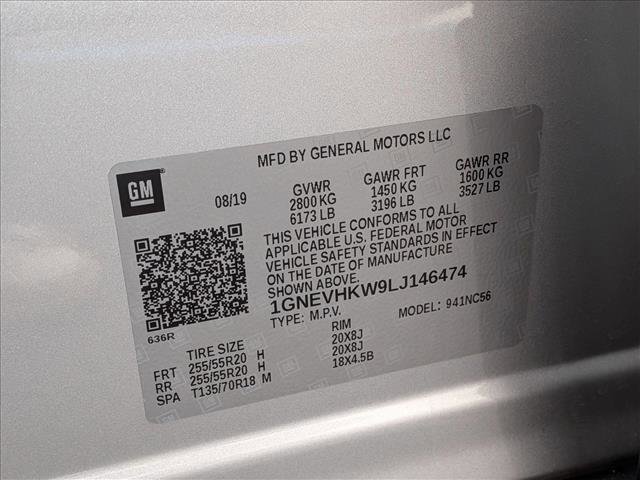 MFD BY GENERAL MOTORS LLC
GM ®
08/19
GVWR GAWR FRT GAWR RR
2800 KG 1450 KG 1600 KG
6173 LB 3196 LB 3527 LB
THIS VEHICLE CONFORMS TO ALL
APPLICABLE U.S. FEDERAL MOTOR
VEHICLE SAFETY STANDARDS IN EFFECT
ON THE DATE OF MANUFACTURE
SHOWN ABOVE.
1GNEVHKW9LJ146474
TYPE: M.P.V. MODEL: 941NC56
636R
TIRE SIZE RIM
FRT 255/55R20 H 20X8J
RR 255/55R20 H 20X8J
SPA T135/70R18 M 18X4.5B